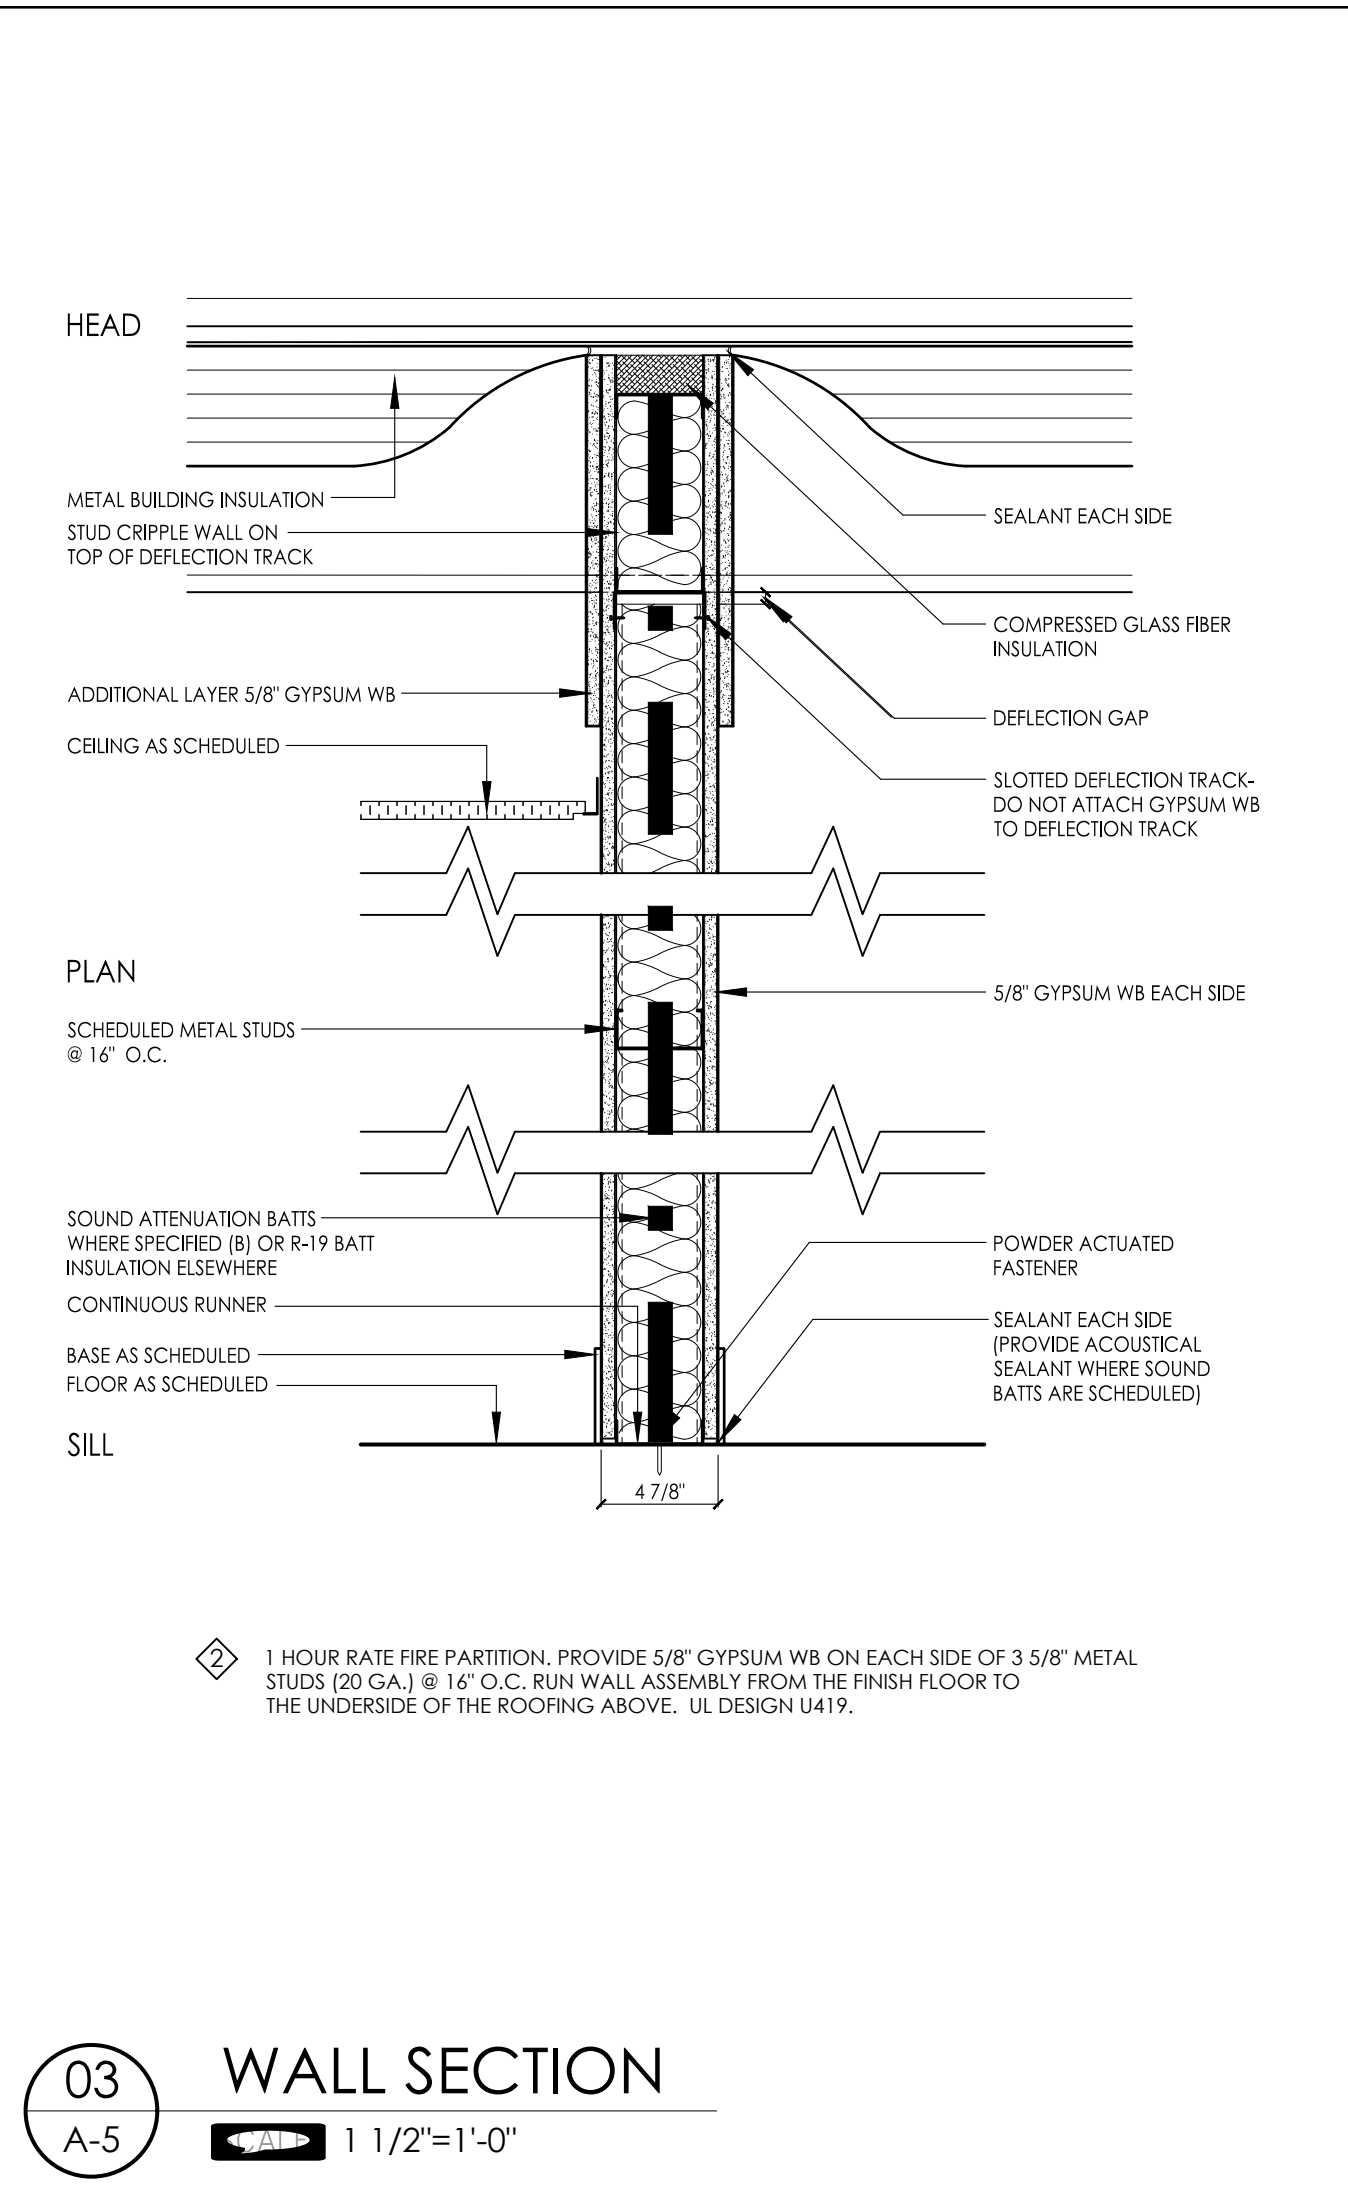 HEAD
METAL BUILDING INSULATION
STUD CRIPPLE WALL ON
TOP OF DEFLECTION TRACK
SEALANT EACH SIDE
COMPRESSED GLASS FIBER
INSULATION
ADDITIONAL LAYER 5/8" GYPSUM WB
DEFLECTION GAP
CEILING AS SCHEDULED
SLOTTED DEFLECTION TRACK-
DO NOT ATTACH GYPSUM WB
TO DEFLECTION TRACK
PLAN
5/8" GYPSUM WB EACH SIDE
SCHEDULED METAL STUDS
@ 16" O.C.
SOUND ATTENUATION BATTS
WHERE SPECIFIED (B) OR R-19 BATT
INSULATION ELSEWHERE
POWDER ACTUATED
FASTENER
CONTINUOUS RUNNER
SEALANT EACH SIDE
(PROVIDE ACOUSTICAL
SEALANT WHERE SOUND
BATTS ARE SCHEDULED)
BASE AS SCHEDULED
FLOOR AS SCHEDULED
SILL
4 7/8"
2
1 HOUR RATE FIRE PARTITION. PROVIDE 5/8" GYPSUM WB ON EACH SIDE OF 3 5/8" METAL
STUDS (20 GA.) @ 16" O.C. RUN WALL ASSEMBLY FROM THE FINISH FLOOR TO
THE UNDERSIDE OF THE ROOFING ABOVE. UL DESIGN U419.
03
WALL SECTION
A-5
SCALE 1 1/2"=1'-0"